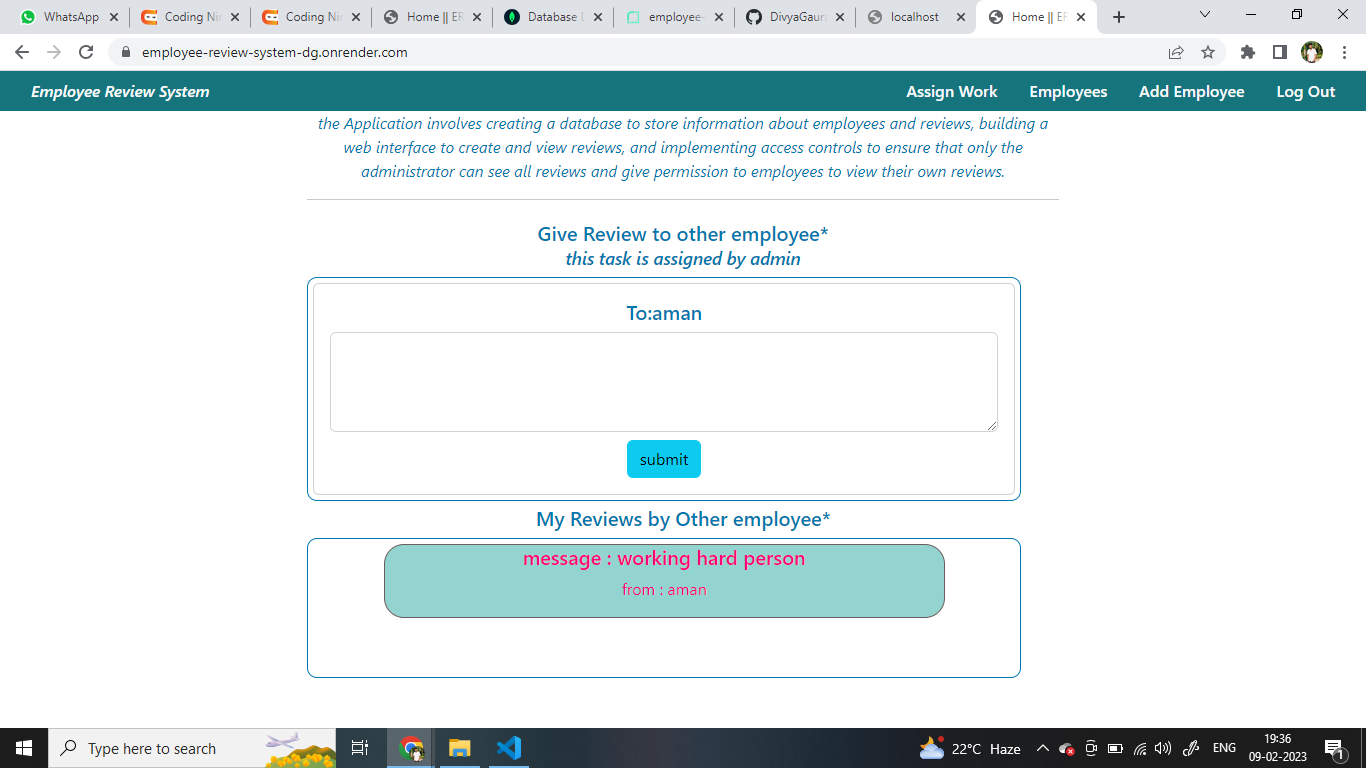 WhatsApp
Coding Nin
Coding Nin
Home || ER
Database D
employee-
DivyaGaura
localhost
Home || ER
employee-review-system-dg.onrender.com
Employee Review System
Assign Work
Employees
Add Employee
Log Out
the Application involves creating a database to store information about employees and reviews, building a
web interface to create and view reviews, and implementing access controls to ensure that only the
administrator can see all reviews and give permission to employees to view their own reviews.
Give Review to other employee*
this task is assigned by admin
To:aman
submit
My Reviews by Other employee*
message : working hard person
from : aman
Type here to search
22°C Haze
ENG
19:36
09-02-2023
1